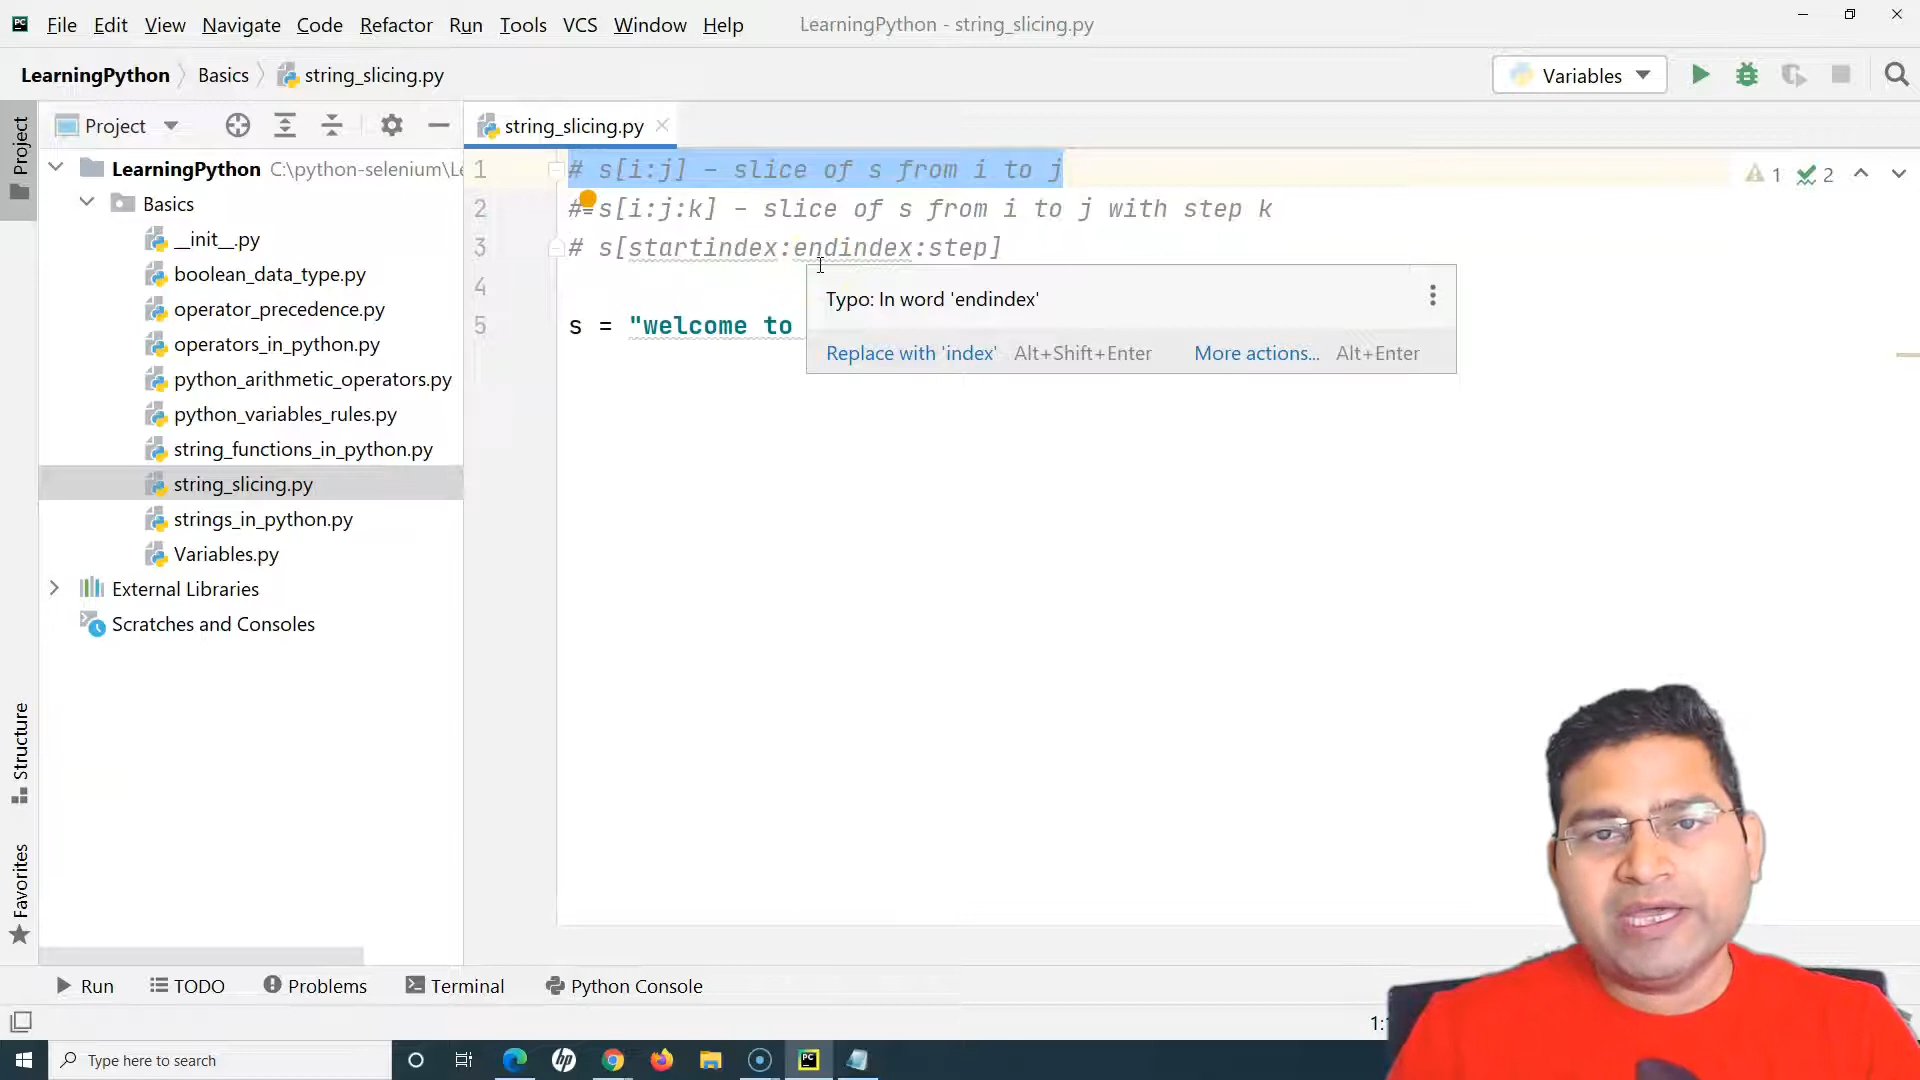 File Edit View Navigate Code Refactor Run Tools VCS Window Help LearningPython - string_slicing.py
LearningPython Basics string_slicing.py Variables
Project
Project
string_slicing.py
LearningPython C:\python-selenium\Le
Basics
__init__.py
boolean_data_type.py
operator_precedence.py
operators_in_python.py
python_arithmetic_operators.py
python_variables_rules.py
string_functions_in_python.py
string_slicing.py
strings_in_python.py
Variables.py
External Libraries
Scratches and Consoles
1 # s[i:j] - slice of s from i to j
2 # s[i:j:k] - slice of s from i to j with step k
3 # s[startindex:endindex:step]
4
5 s = "welcome to
1 2
Typo: In word 'endindex'
Replace with 'index' Alt+Shift+Enter More actions... Alt+Enter
Structure
Favorites
Run TODO Problems Terminal Python Console
1:
Type here to search
hp
PC